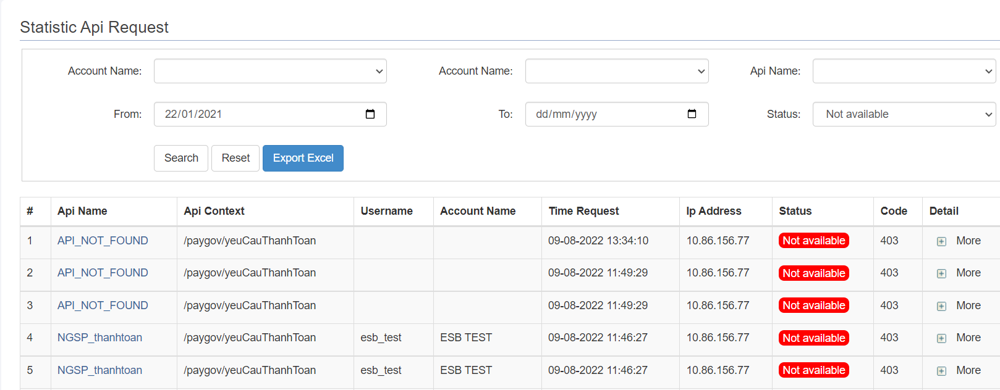 Statistic Api Request
Account Name: Account Name: Api Name:
From: 22/01/2021 To: dd/mm/yyyy Status: Not available
Search Reset Export Excel
# Api Name Api Context Username Account Name Time Request Ip Address Status Code Detail
1 API_NOT_FOUND /paygov/yeuCauThanhToan 09-08-2022 13:34:10 10.86.156.77 Not available 403 More
2 API_NOT_FOUND /paygov/yeuCauThanhToan 09-08-2022 11:49:29 10.86.156.77 Not available 403 More
3 API_NOT_FOUND /paygov/yeuCauThanhToan 09-08-2022 11:49:29 10.86.156.77 Not available 403 More
4 NGSP_thanhtoan /paygov/yeuCauThanhToan esb_test ESB TEST 09-08-2022 11:46:27 10.86.156.77 Not available 403 More
5 NGSP_thanhtoan /paygov/yeuCauThanhToan esb_test ESB TEST 09-08-2022 11:46:27 10.86.156.77 Not available 403 More